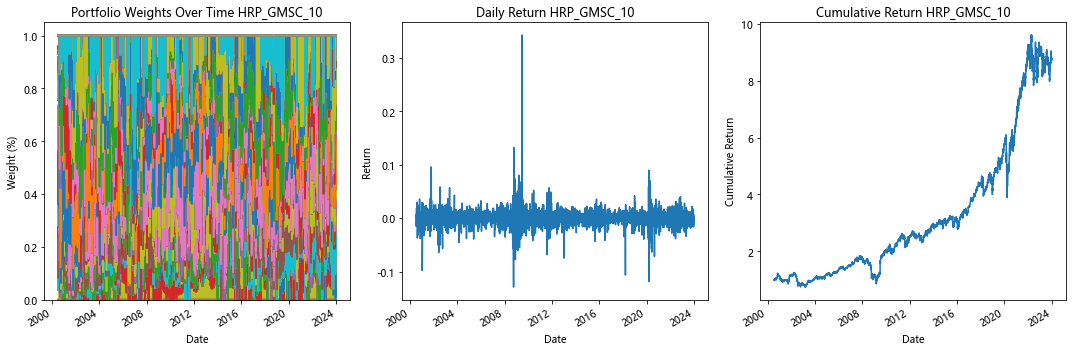 Portfolio Weights Over Time HRP_GMSC_10
Weight (%)
1.0
0.8
0.6
0.4
0.2
0.0
2000 2004 2008 2012 2016 2020 2024
Date
Daily Return HRP_GMSC_10
Return
0.3
0.2
0.1
0.0
-0.1
2000 2004 2008 2012 2016 2020 2024
Date
Cumulative Return HRP_GMSC_10
Cumulative Return
10
8
6
4
2
2000 2004 2008 2012 2016 2020 2024
Date